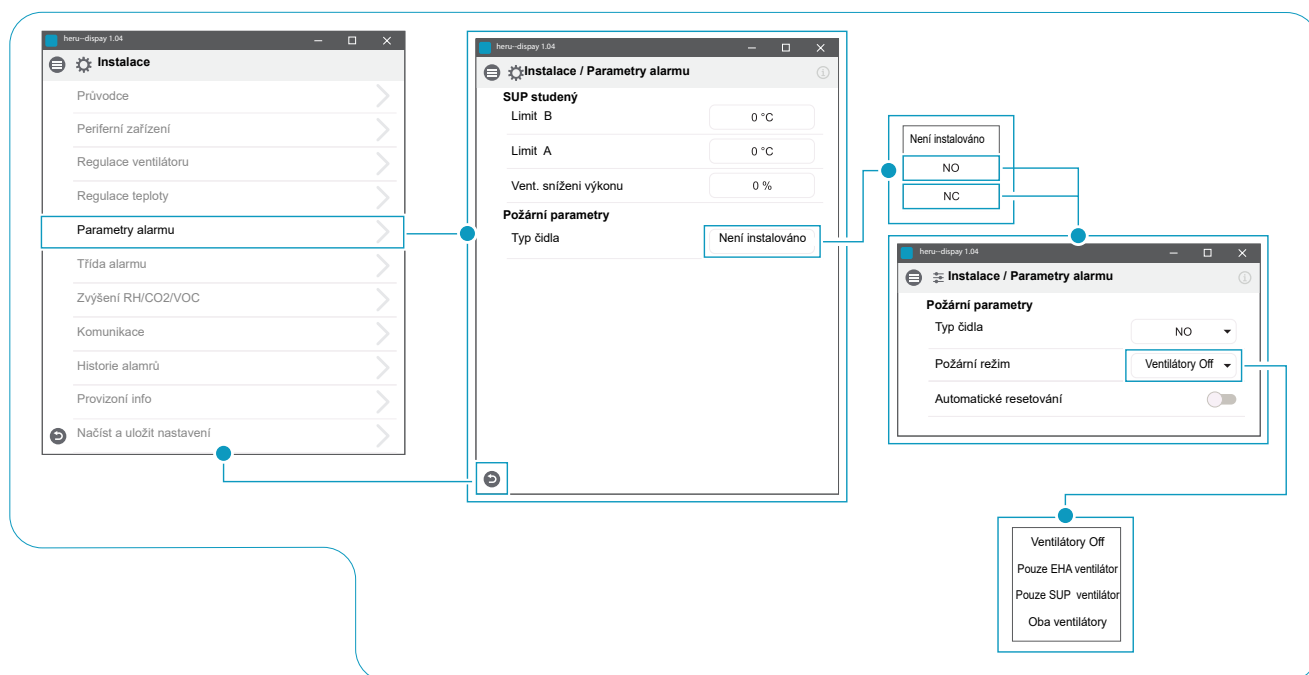 heru-dispay 1.04
Instalace
Průvodce
Periferní zařízení
Regulace ventilátoru
Regulace teploty
Parametry alarmu
Třída alarmu
Zvýšení RH/CO2/VOC
Komunikace
Historie alamrů
Provizoní info
Načíst a uložit nastavení
heru-dispay 1.04
Instalace / Parametry alarmu
SUP studený
Limit B 0 °C
Limit A 0 °C
Vent. sníženi výkonu 0 %
Požární parametry
Typ čidla Není instalováno
Není instalováno
NO
NC
heru-dispay 1.04
Instalace / Parametry alarmu
Požární parametry
Typ čidla NO
Požární režim Ventilátory Off
Automatické resetování
Ventilátory Off
Pouze EHA ventilátor
Pouze SUP ventilátor
Oba ventilátory